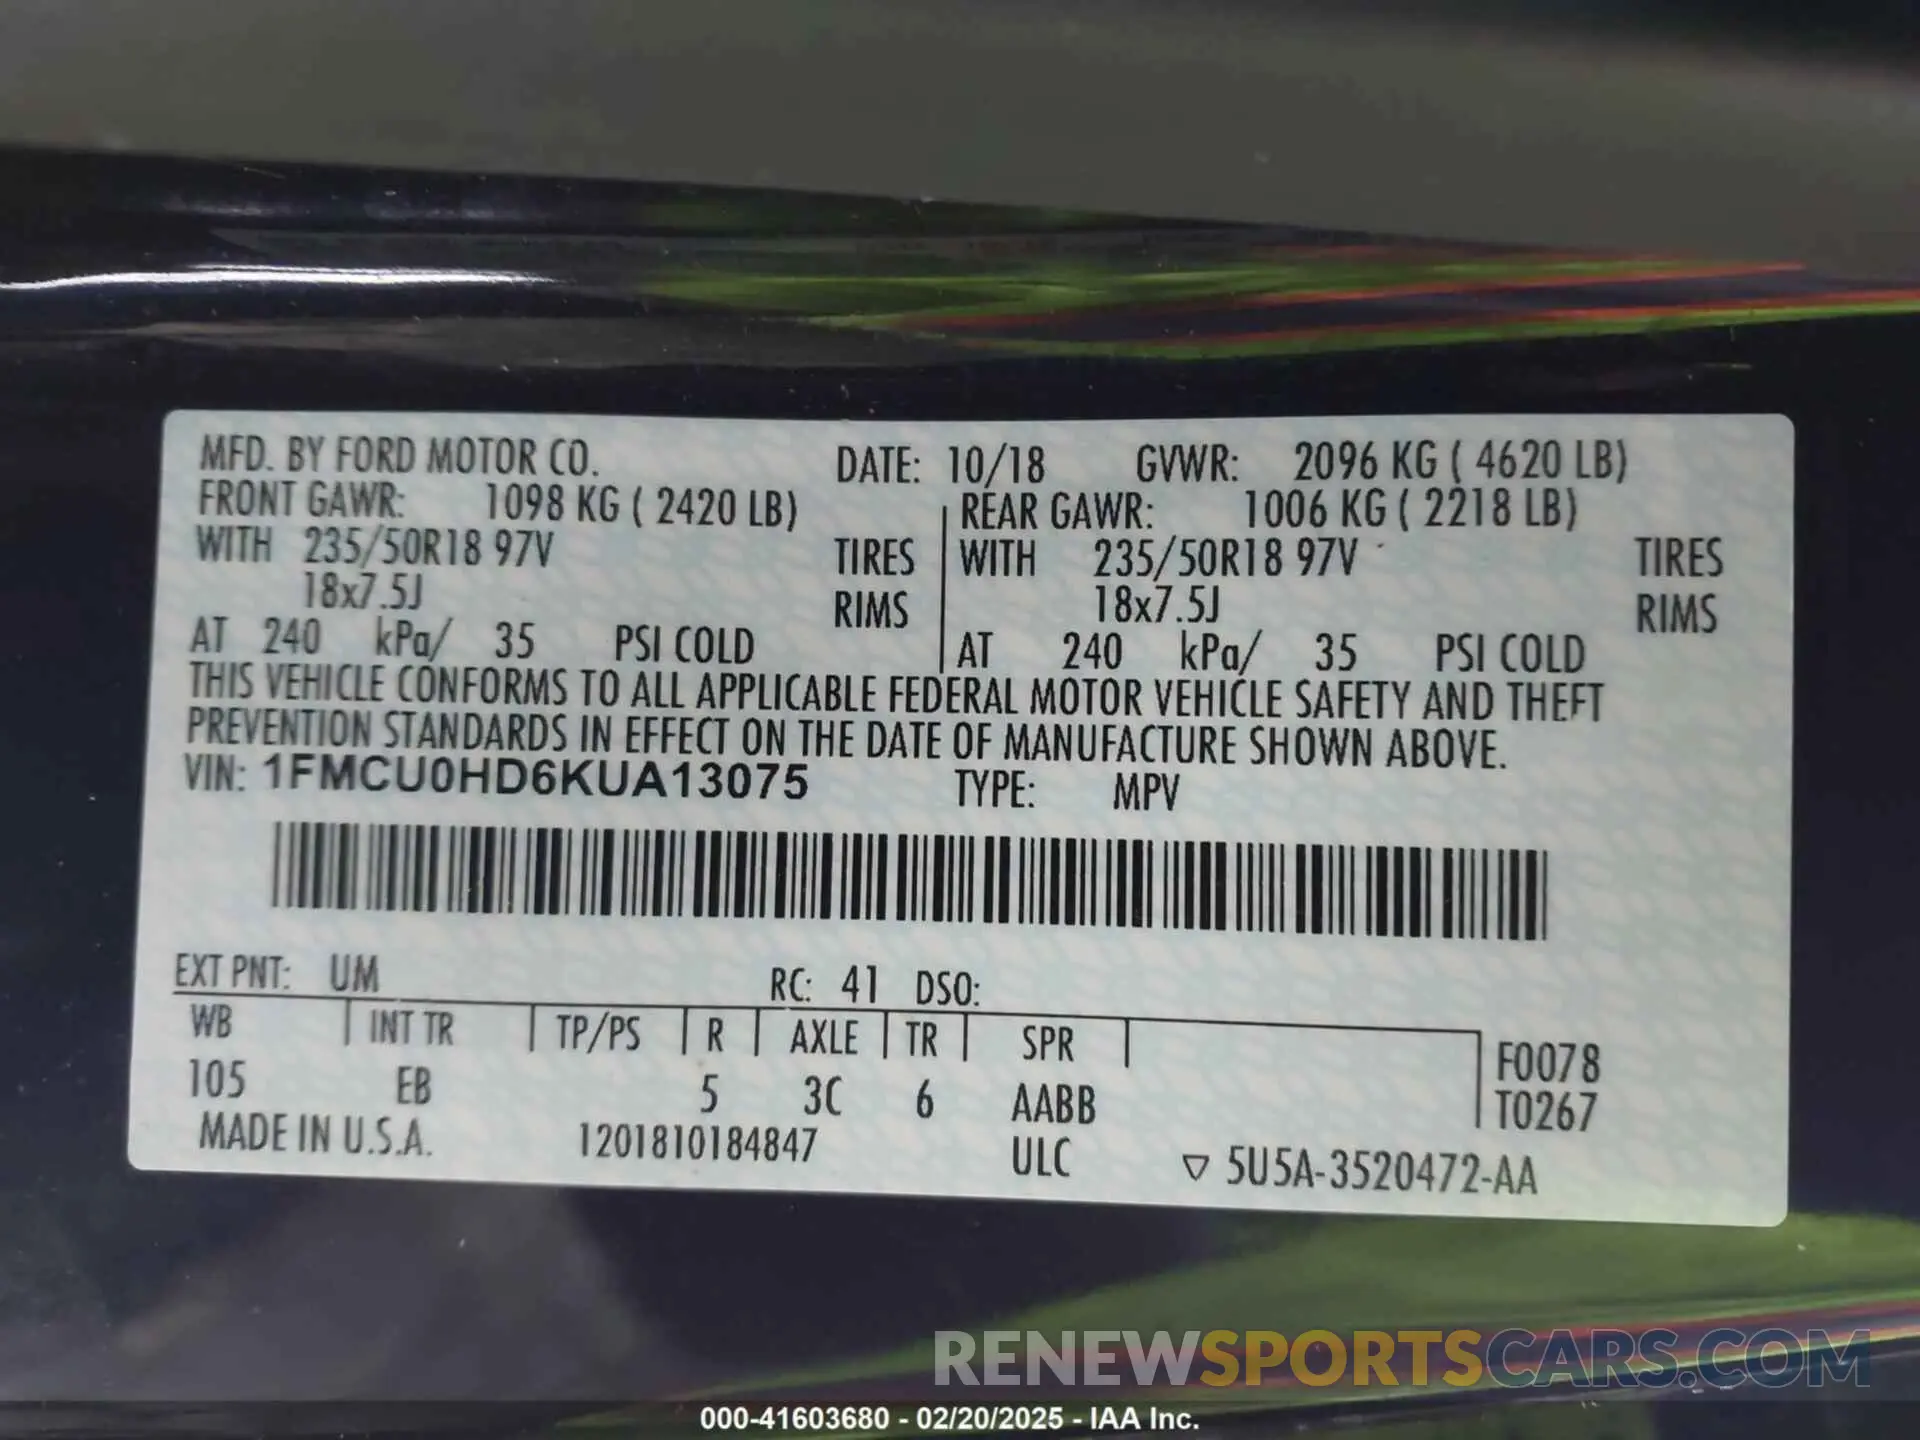 MFD. BY FORD MOTOR CO. DATE: 10/18 GVWR: 2096 KG ( 4620 LB)
FRONT GAWR: 1098 KG ( 2420 LB) REAR GAWR: 1006 KG ( 2218 LB)
WITH 235/50R18 97V TIRES WITH 235/50R18 97V TIRES
18x7.5J RIMS 18x7.5J RIMS
AT 240 kPa/ 35 PSI COLD AT 240 kPa/ 35 PSI COLD
THIS VEHICLE CONFORMS TO ALL APPLICABLE FEDERAL MOTOR VEHICLE SAFETY AND THEFT
PREVENTION STANDARDS IN EFFECT ON THE DATE OF MANUFACTURE SHOWN ABOVE.
VIN: 1FMCU0HD6KUA13075 TYPE: MPV
EXT PNT: UM RC: 41 DSO:
WB INT TR TP/PS R AXLE TR SPR F0078
105 EB 5 3C 6 AABB T0267
MADE IN U.S.A. 1201810184847 ULC ▽ 5U5A-3520472-AA
RENEWSPORTSCARS.COM
000-41603680 - 02/20/2025 - IAA Inc.